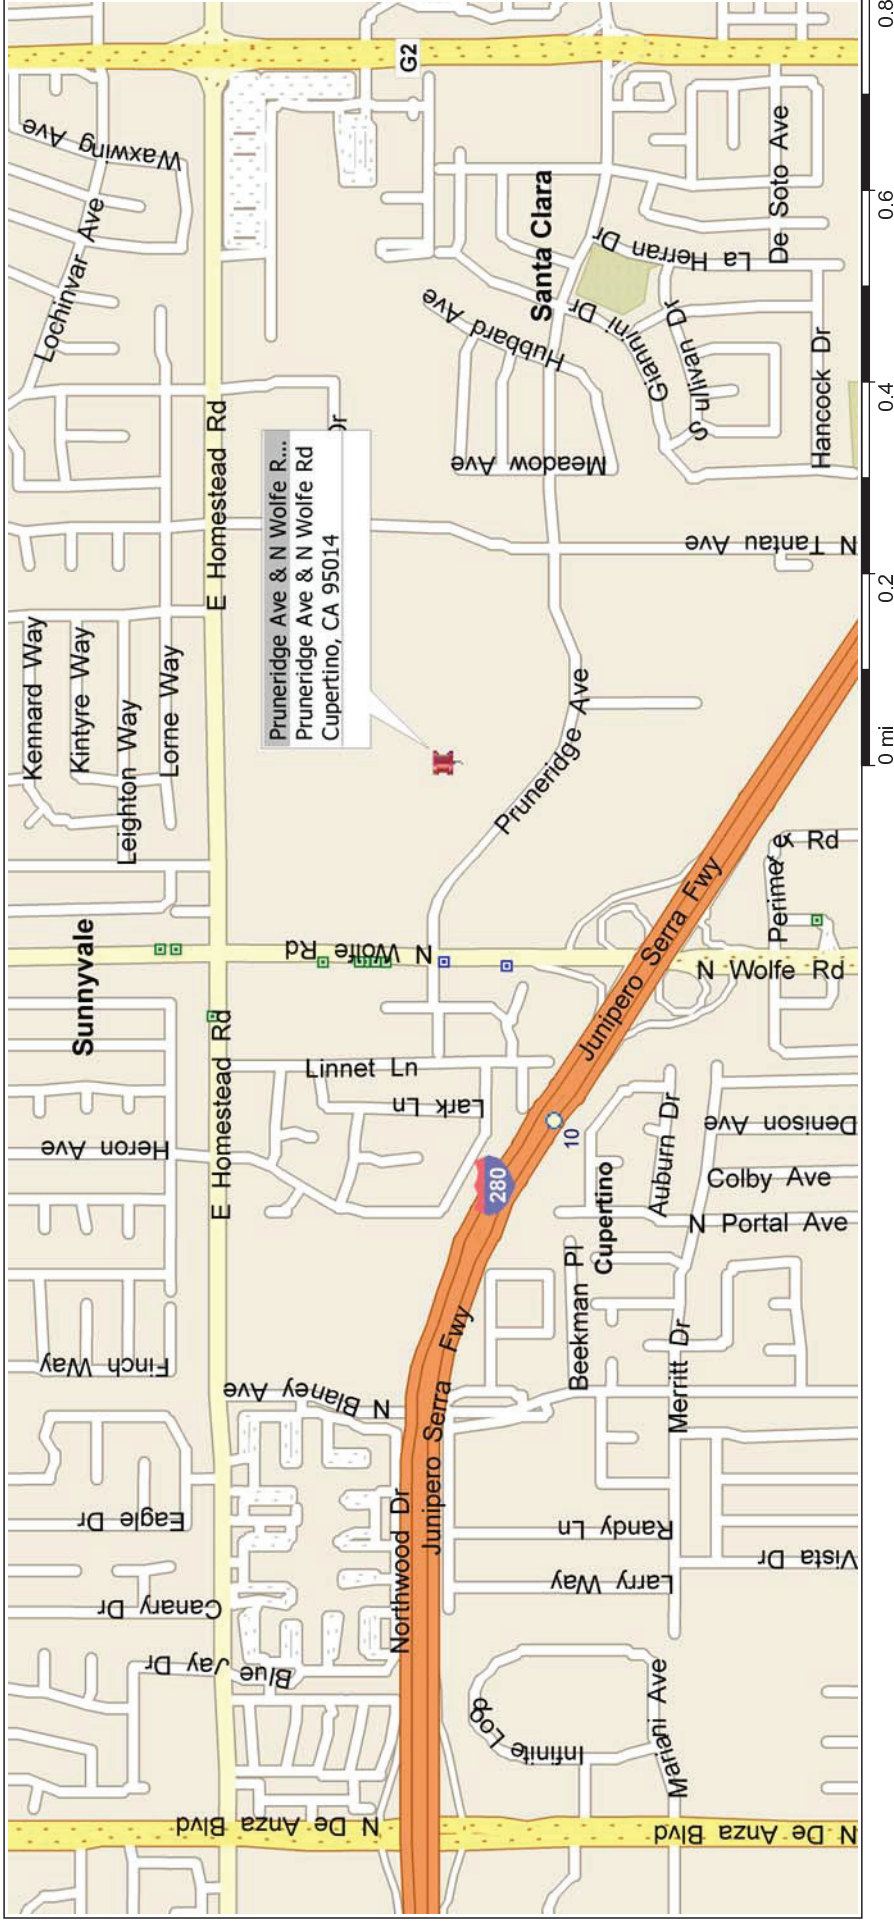 Waxwing Ave
Lochinvar Ave
G2
Santa Clara
De Soto Ave
La Herran Dr
Giannini Dr
Sullivan Dr
Hancock Dr
Hubbard Ave
Meadow Ave
N Tantau Ave
E Homestead Rd
Dr
Pruneridge Ave & N Wolfe R...
Pruneridge Ave & N Wolfe Rd
Cupertino, CA 95014
Kennard Way
Kintyre Way
Leighton Way
Lorne Way
Pruneridge Ave
Sunnyvale
N Wolfe Rd
Junipero Serra Fwy
N Wolfe Rd
Rd
E Homestead Rd
Linnet Ln
Lark Ln
Heron Ave
280
10
Cupertino
Auburn Dr
Denison Ave
Colby Ave
N Portal Ave
Beekman Pl
Merritt Dr
Finch Way
N Blaney Ave
Junipero Serra Fwy
Northwood Dr
Eagle Dr
Canary Dr
Blue Jay Dr
Randy Ln
Larry Way
Vista Dr
Infinite Loop
Mariani Ave
N De Anza Blvd
N De Anza Blvd
0 mi
0.2
0.4
0.6
0.8